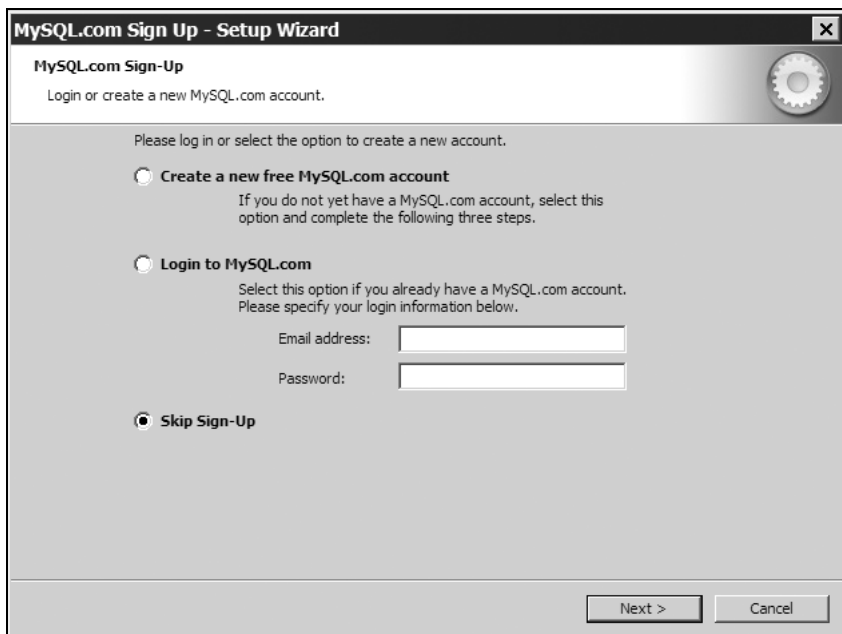 MySQL.com Sign Up - Setup Wizard
MySQL.com Sign-Up
Login or create a new MySQL.com account.
Please log in or select the option to create a new account.
Create a new free MySQL.com account
If you do not yet have a MySQL.com account, select this
option and complete the following three steps.
Login to MySQL.com
Select this option if you already have a MySQL.com account.
Please specify your login information below.
Email address:
Password:
Skip Sign-Up
Next > Cancel